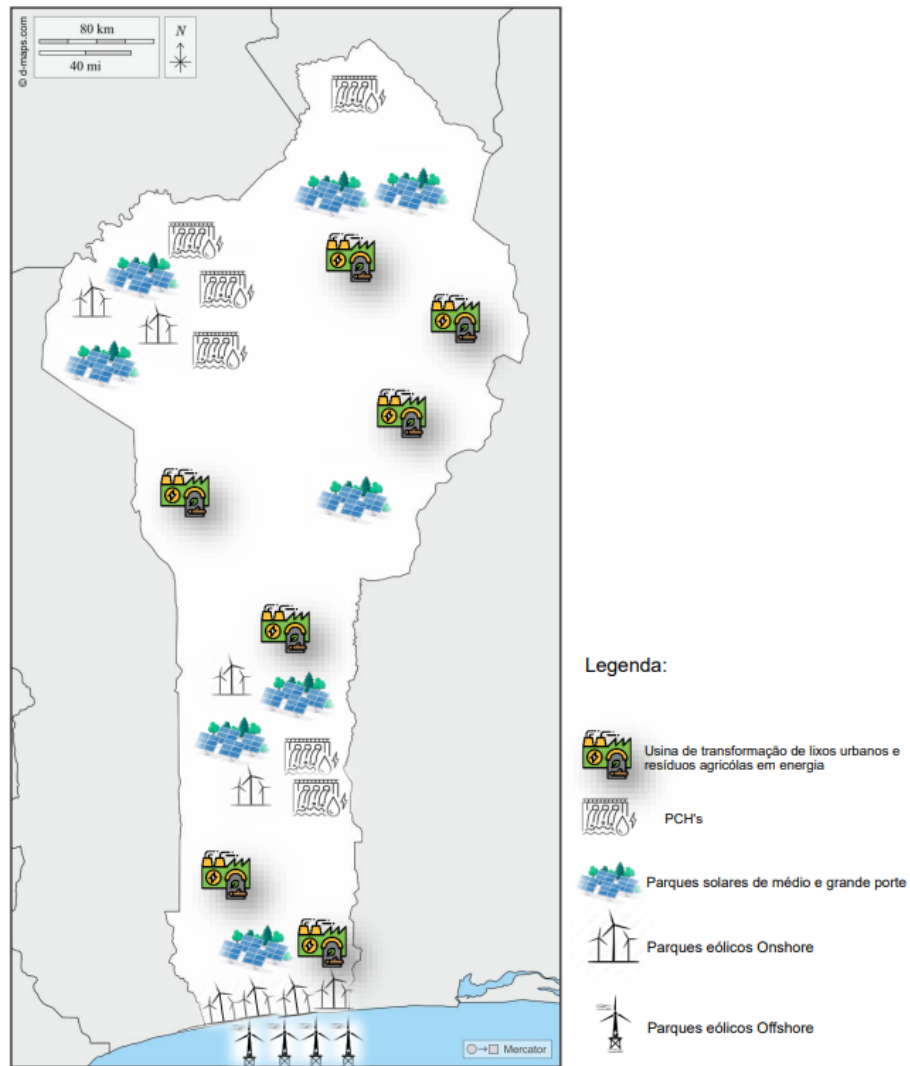 © d-maps.com
80 km
40 mi
N
Legenda:
Usina de transformação de lixos urbanos e
resíduos agricólas em energia
PCH's
Parques solares de médio e grande porte
Parques eólicos Onshore
Parques eólicos Offshore
Mercator